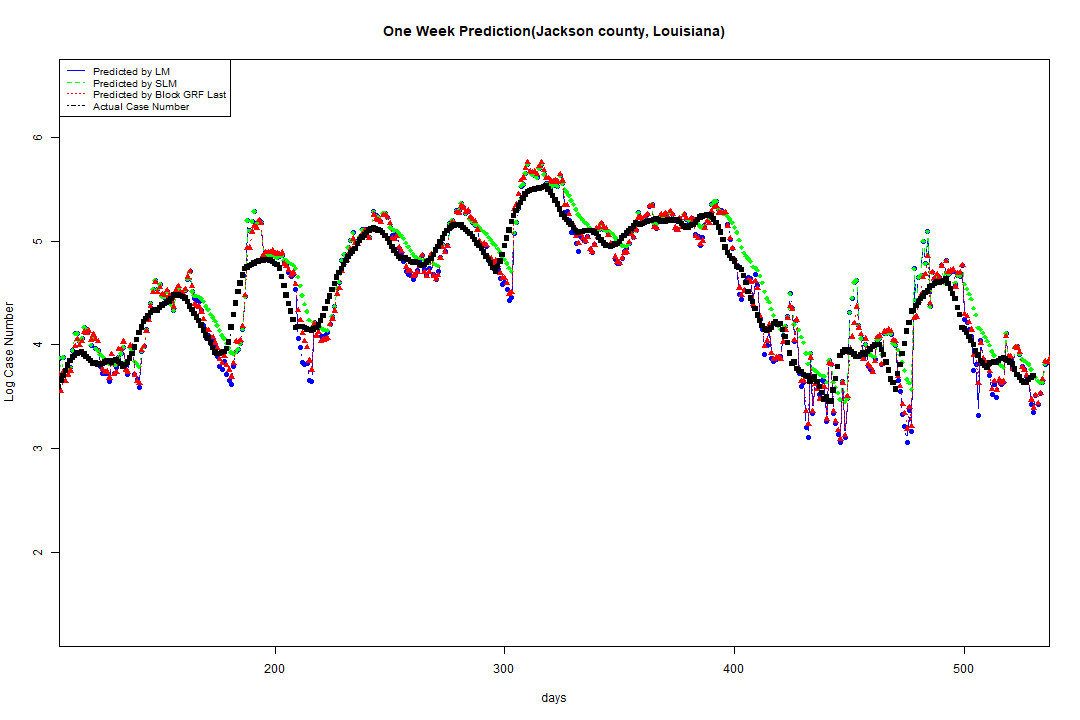 One Week Prediction(Jackson county, Louisiana)
Predicted by LM
Predicted by SLM
Predicted by Block GRF Last
Actual Case Number
6
5
4
3
2
Log Case Number
200 300 400 500
days